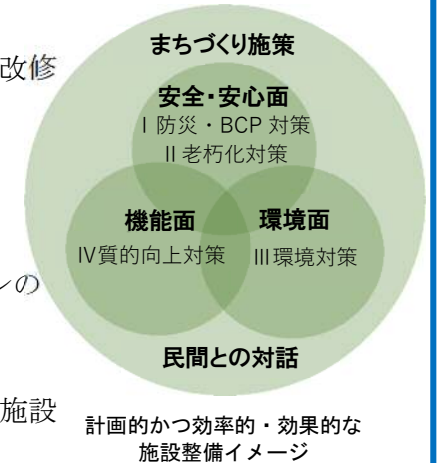 まちづくり施策
改修
安全・安心面
Ⅰ防災・BCP 対策
Ⅱ老朽化対策
機能面
環境面
Ⅳ質的向上対策
Ⅲ環境対策
ンの
民間との対話
施設
計画的かつ効率的・効果的な
施設整備イメージ